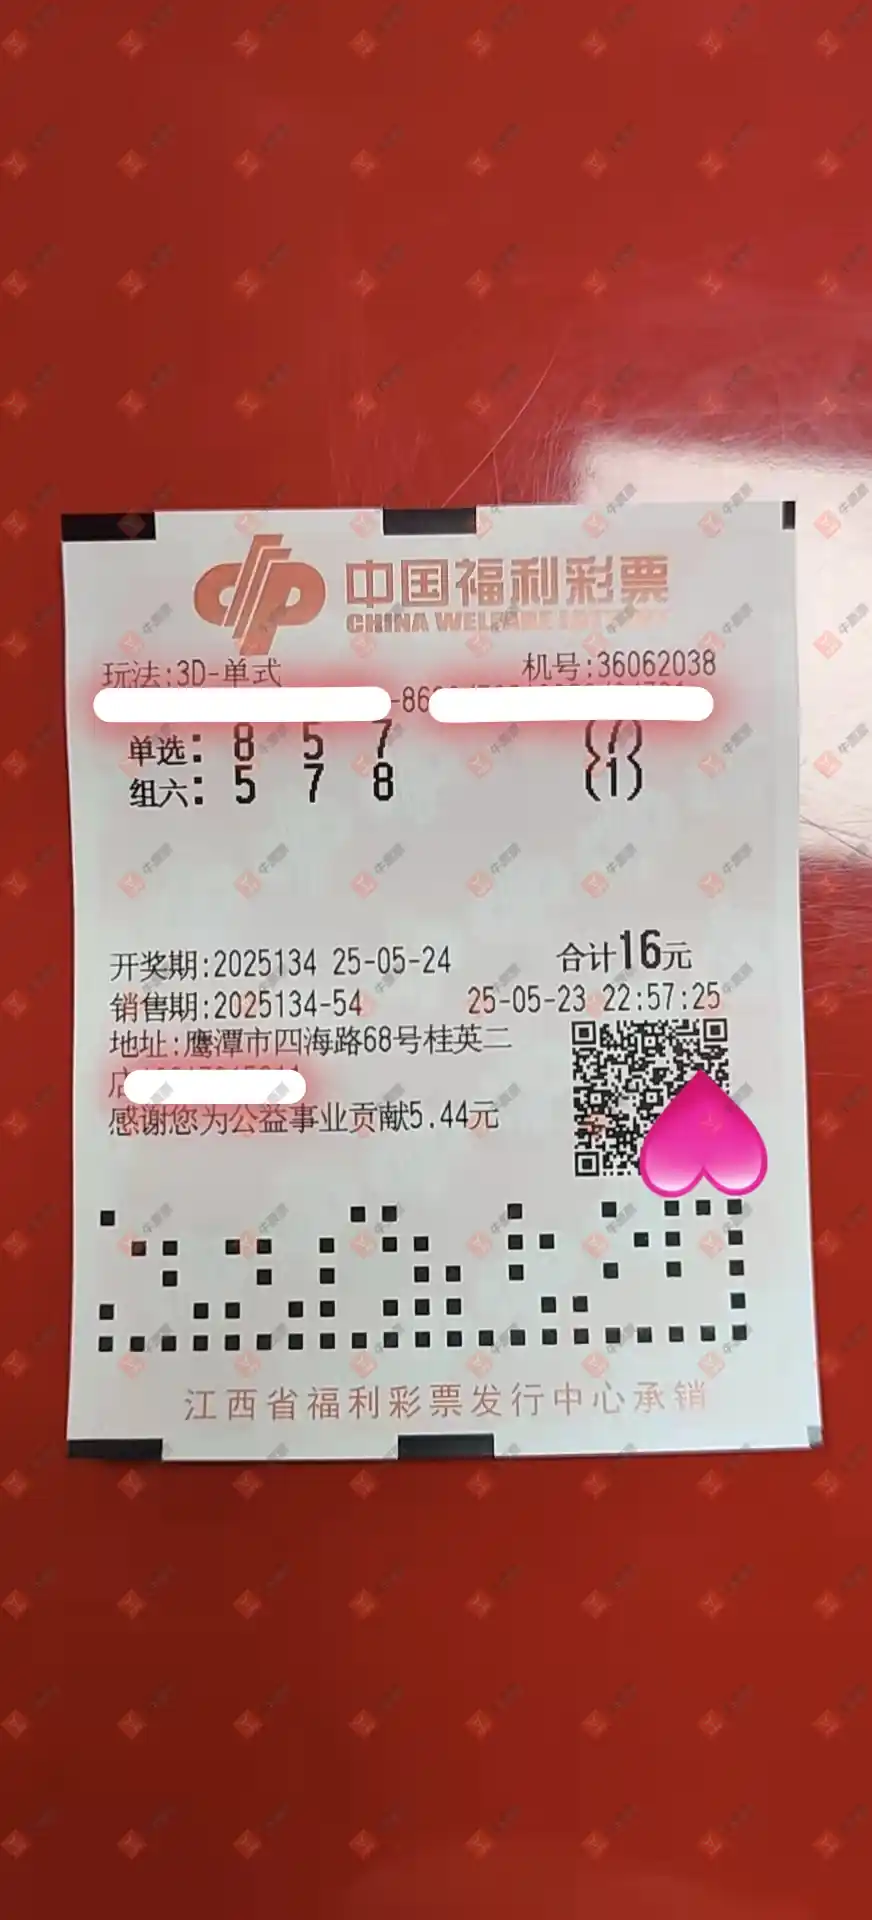 中国福利彩票
CHINA WELFARE LOTTERY
玩法:3D-单式 机号:36062038
单选: 8 5 7 (7)
组六: 5 7 8 (1)
开奖期:2025134 25-05-24 合计16元
销售期:2025134-54 25-05-23 22:57:25
地址:鹰潭市四海路68号桂英二
店
感谢您为公益事业贡献5.44元
江西省福利彩票发行中心承销